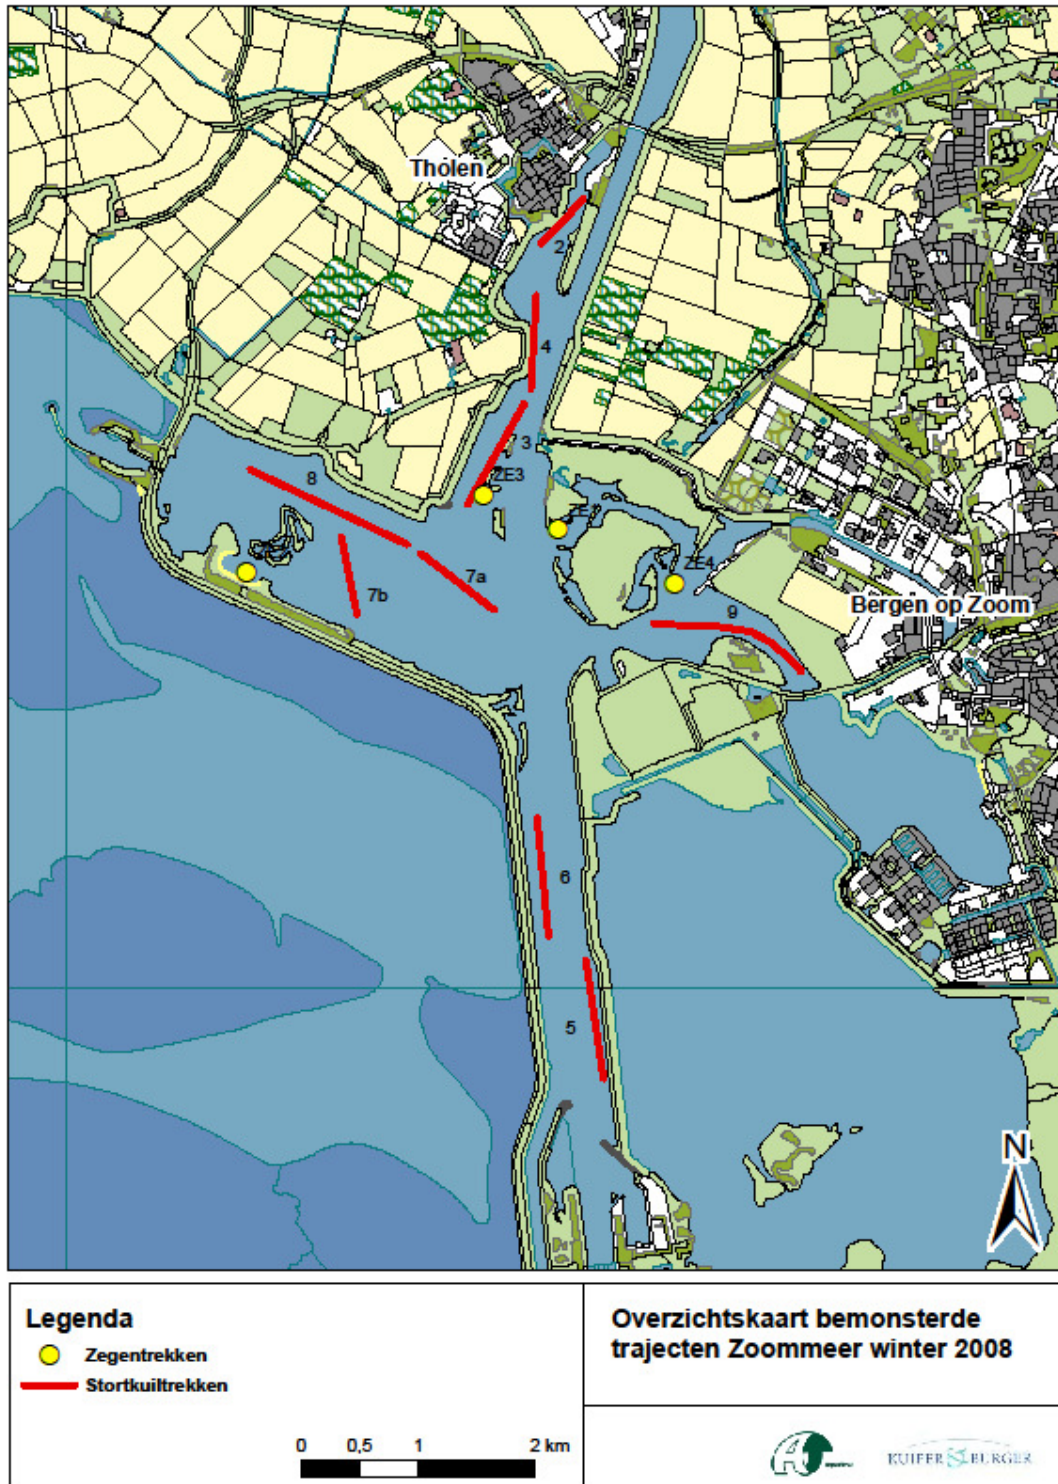 Tholen
2
4
3
ZE3
8
ZE
7a
7b
ZE4
9
Bergen op Zoom
6
5
N
Legenda
Zegentrekken
Stortkuiltrekken
0 0,5 1 2 km
Overzichtskaart bemonsterde
trajecten Zoommeer winter 2008
KUIPER & BURGER